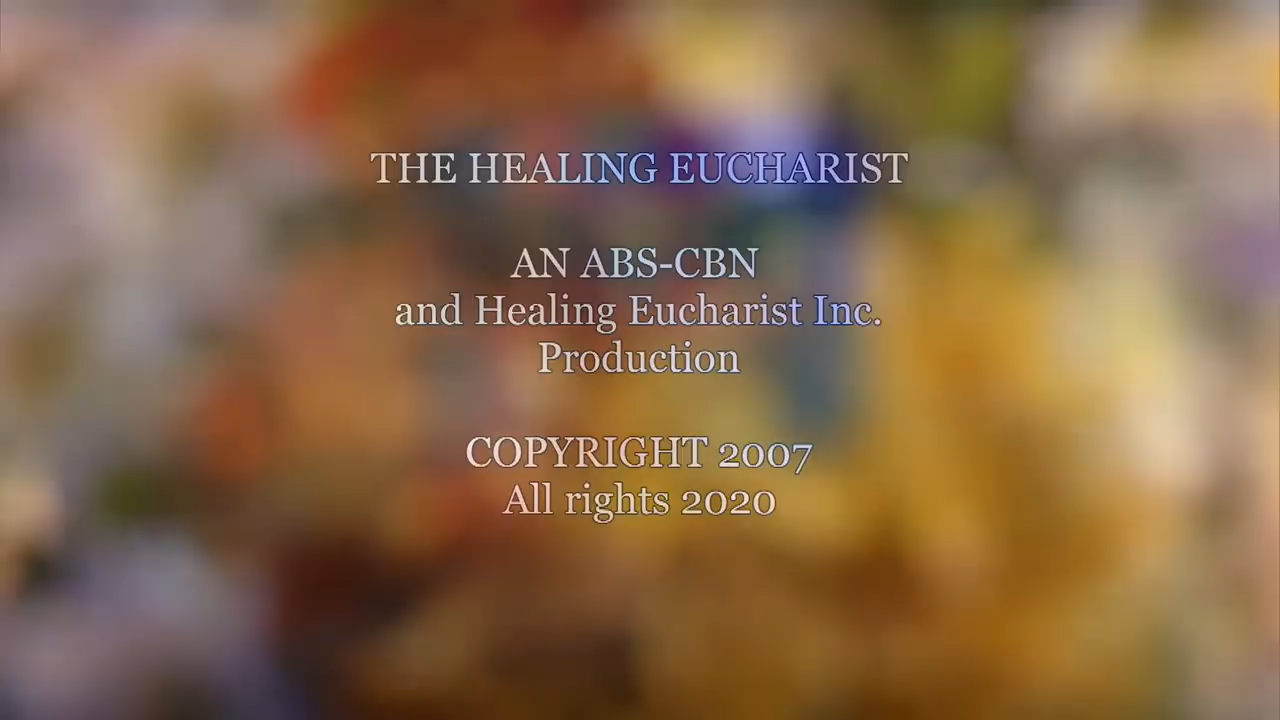 THE HEALING EUCHARIST
AN ABS-CBN
and Healing Eucharist Inc.
Production
COPYRIGHT 2007
All rights 2020